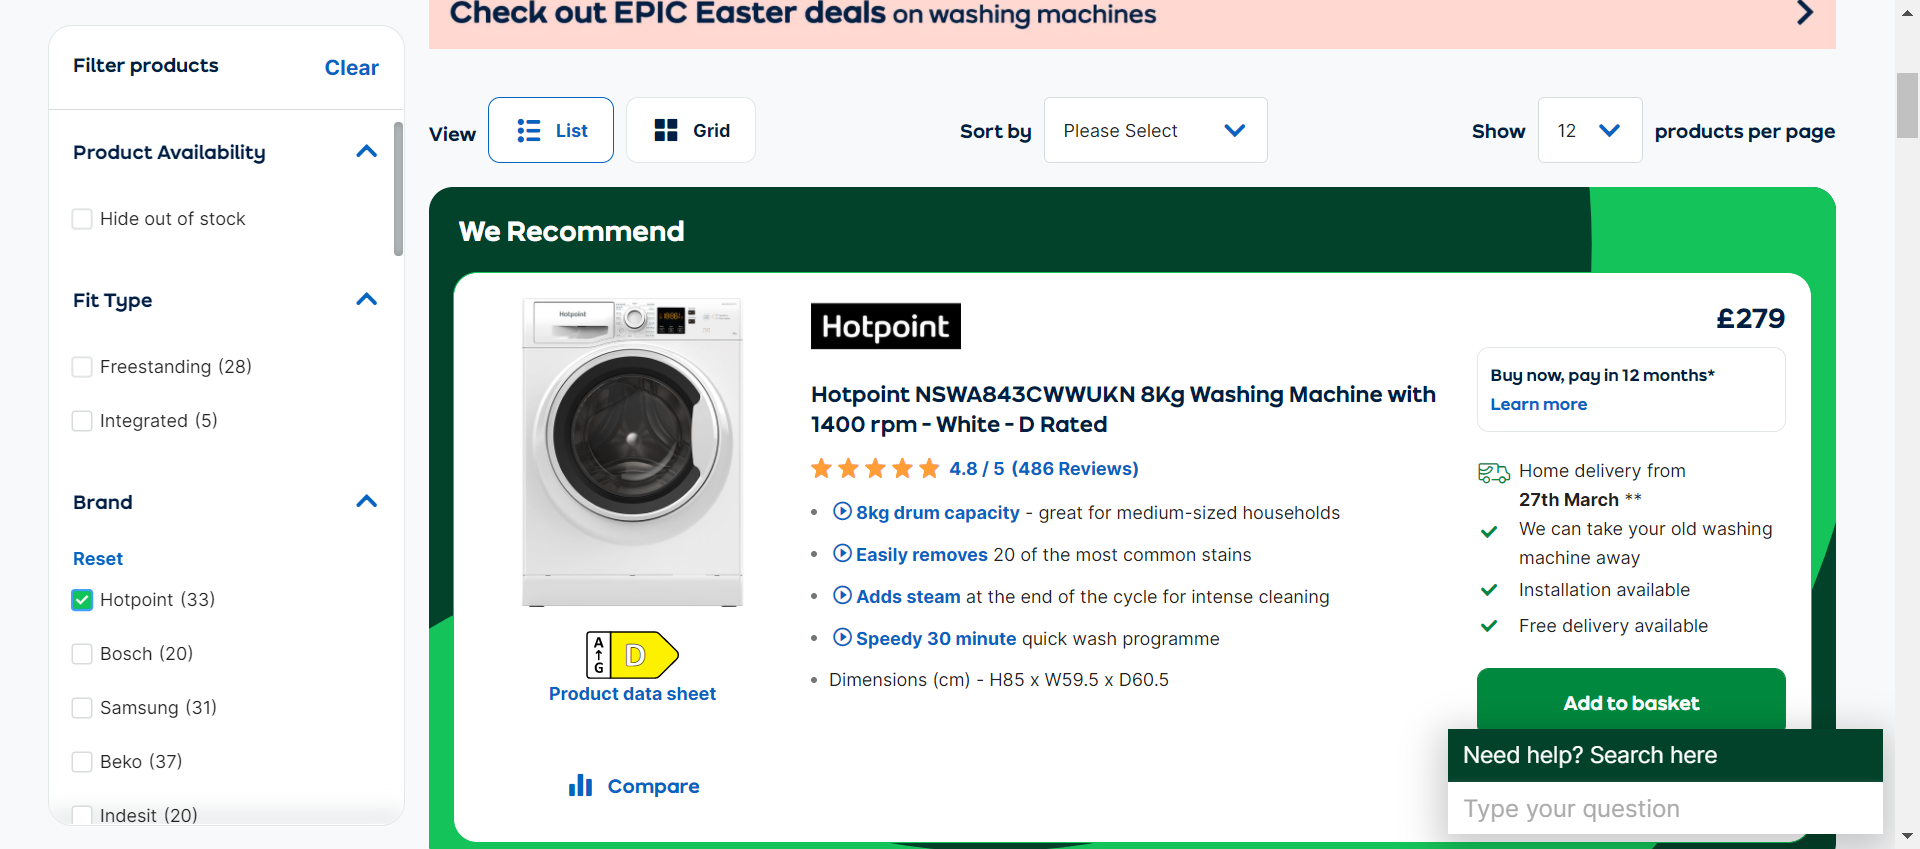 Check out EPIC Easter deals on washing machines
Filter products
Clear
Product Availability
Hide out of stock
Fit Type
Freestanding (28)
Integrated (5)
Brand
Reset
Hotpoint (33)
Bosch (20)
Samsung (31)
Beko (37)
Indesit (20)
View
List
Grid
Sort by
Please Select
Show
12
products per page
We Recommend
Hotpoint
A
G
D
Product data sheet
Compare
Hotpoint
Hotpoint NSWA843CWWUKN 8Kg Washing Machine with
1400 rpm - White - D Rated
4.8 / 5 (486 Reviews)
8kg drum capacity - great for medium-sized households
Easily removes 20 of the most common stains
Adds steam at the end of the cycle for intense cleaning
Speedy 30 minute quick wash programme
Dimensions (cm) - H85 x W59.5 x D60.5
£279
Buy now, pay in 12 months*
Learn more
Home delivery from
27th March **
We can take your old washing
machine away
Installation available
Free delivery available
Add to basket
Need help? Search here
Type your question